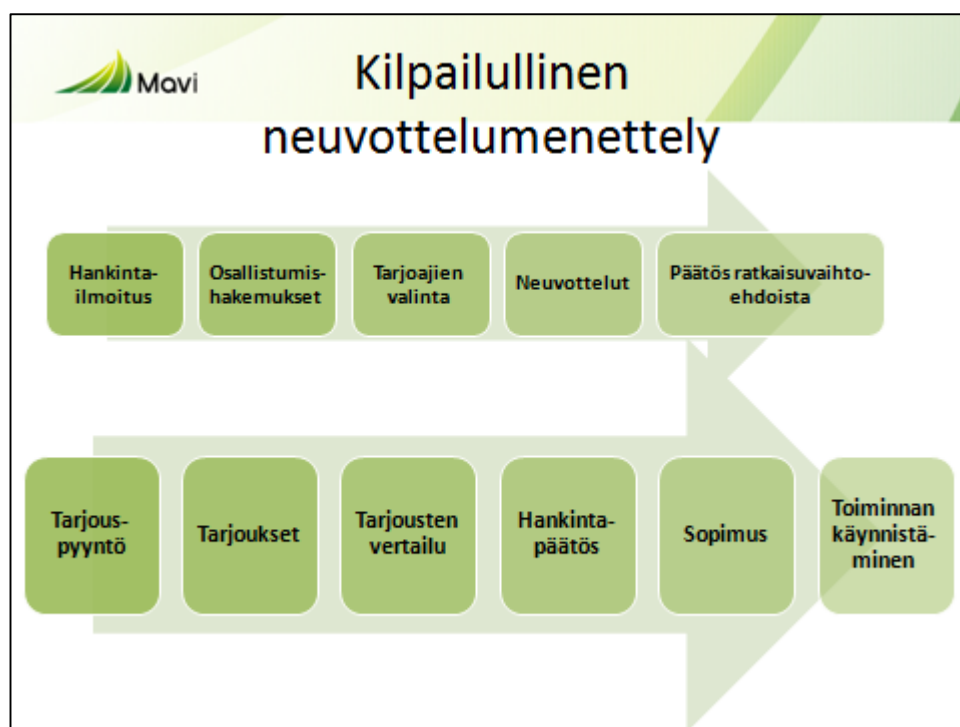 Mavi
Kilpailullinen
neuvottelumenettely
Hankinta-
ilmoitus
Osallistumis-
hakemukset
Tarjoajien
valinta
Neuvottelut
Päätös ratkaisuvaihto-
ehdoista
Tarjous-
pyyntö
Tarjoukset
Tarjousten
vertailu
Hankinta-
päätös
Sopimus
Toiminnan
käynnistä-
minen